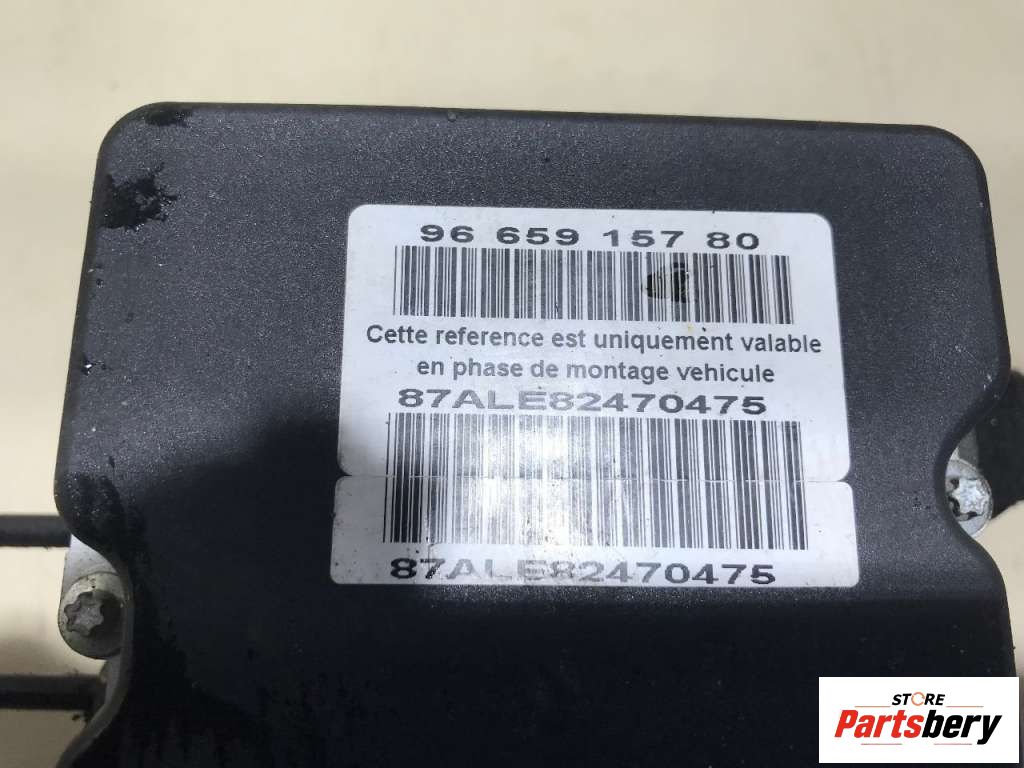 96 659 157 80
Cette reference est uniquement valable
en phase de montage vehicule
87ALE82470475
87ALE82470475
STORE
Partsbery